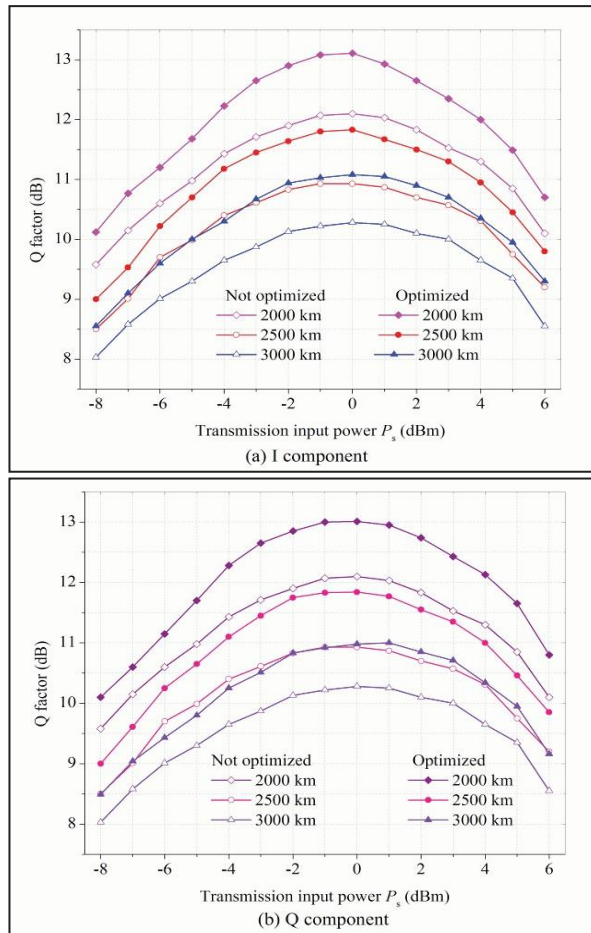 13
12
11
10
9
8
Q factor (dB)
Not optimized Optimized
2000 km 2000 km
2500 km 2500 km
3000 km 3000 km
-8 -6 -4 -2 0 2 4 6
Transmission input power Ps (dBm)
(a) I component
13
12
11
10
9
8
Q factor (dB)
Not optimized Optimized
2000 km 2000 km
2500 km 2500 km
3000 km 3000 km
-8 -6 -4 -2 0 2 4 6
Transmission input power Ps (dBm)
(b) Q component